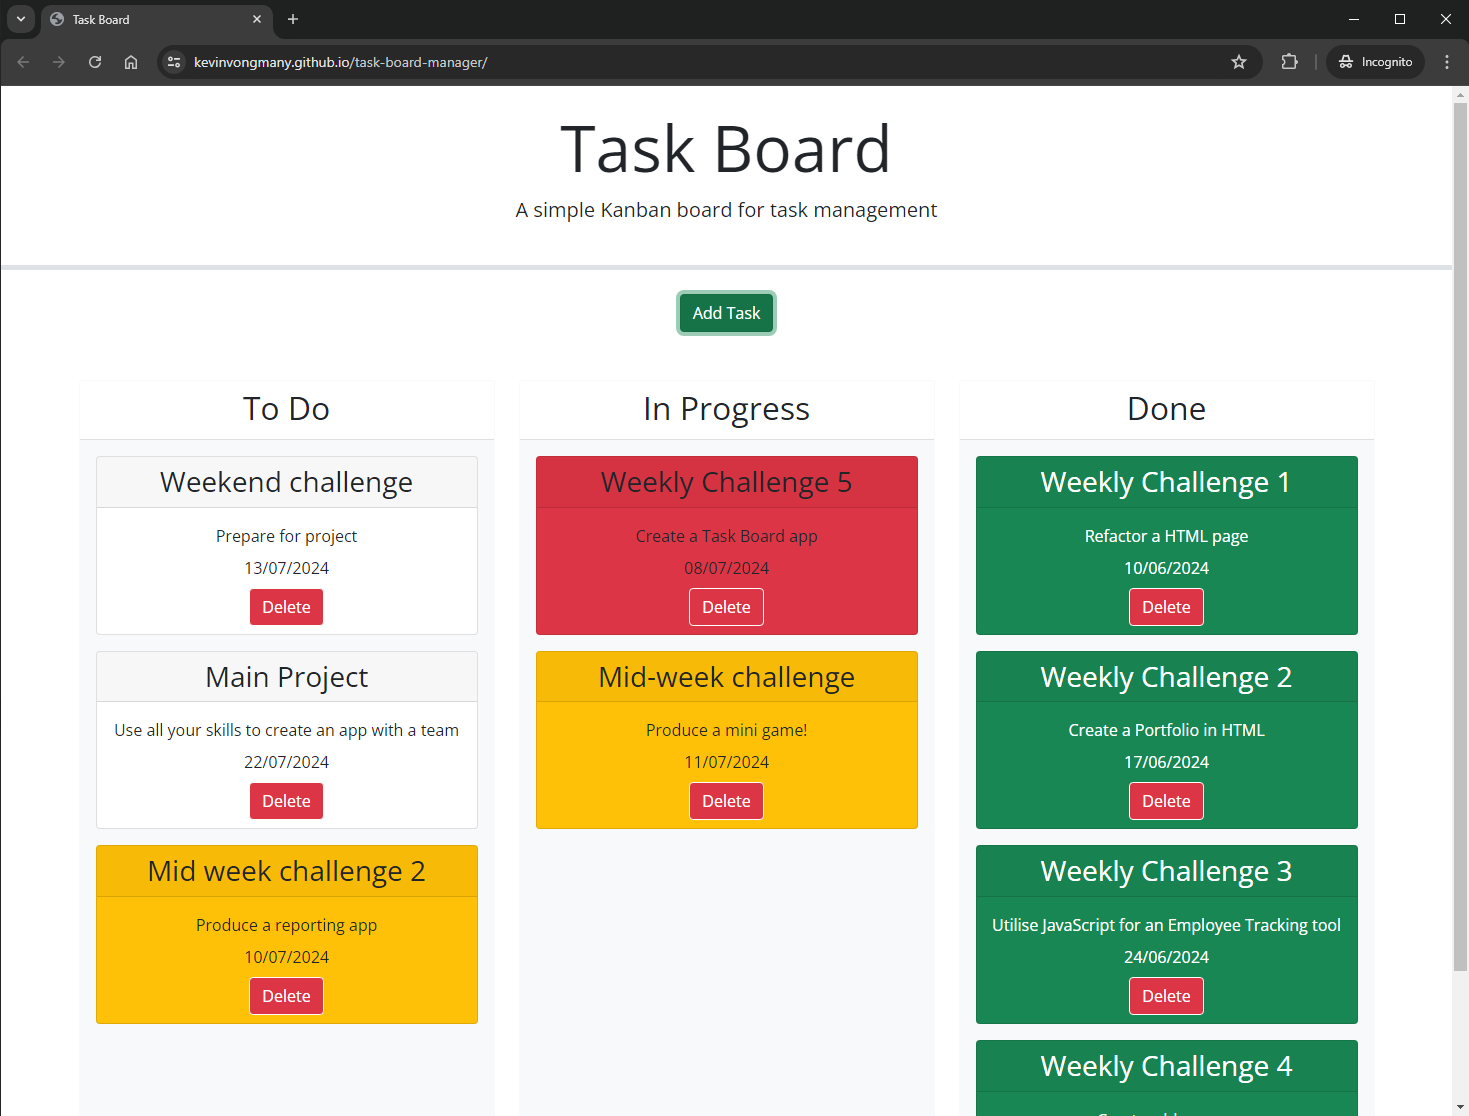 Task Board
kevinvongmany.github.io/task-board-manager/
Incognito
Task Board
A simple Kanban board for task management
Add Task
To Do
Weekend challenge
Prepare for project
13/07/2024
Delete
Main Project
Use all your skills to create an app with a team
22/07/2024
Delete
Mid week challenge 2
Produce a reporting app
10/07/2024
Delete
In Progress
Weekly Challenge 5
Create a Task Board app
08/07/2024
Delete
Mid-week challenge
Produce a mini game!
11/07/2024
Delete
Done
Weekly Challenge 1
Refactor a HTML page
10/06/2024
Delete
Weekly Challenge 2
Create a Portfolio in HTML
17/06/2024
Delete
Weekly Challenge 3
Utilise JavaScript for an Employee Tracking tool
24/06/2024
Delete
Weekly Challenge 4